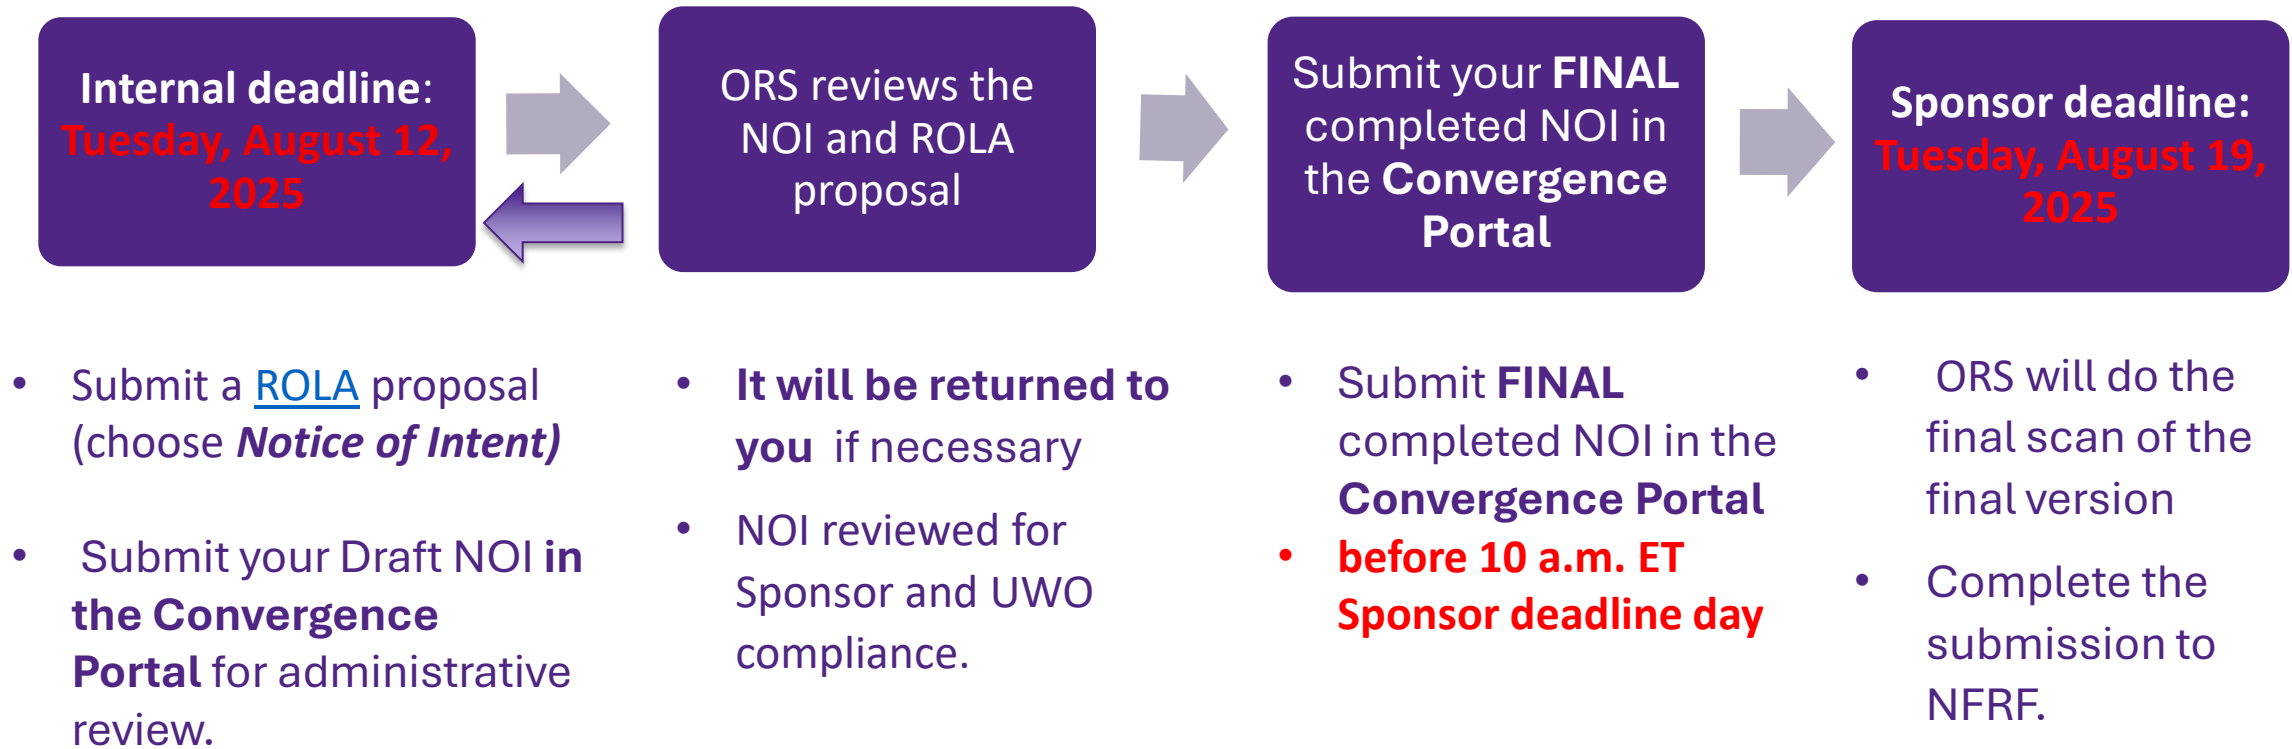 Internal deadline:
Tuesday, August 12,
2025
ORS reviews the
NOI and ROLA
proposal
Submit your FINAL
completed NOI in
the Convergence
Portal
Sponsor deadline:
Tuesday, August 19,
2025
• Submit a ROLA proposal
(choose Notice of Intent)
• Submit your Draft NOI in
the Convergence
Portal for administrative
review.
• It will be returned to
you if necessary
• NOI reviewed for
Sponsor and UWO
compliance.
• Submit FINAL
completed NOI in the
Convergence Portal
• before 10 a.m. ET
Sponsor deadline day
• ORS will do the
final scan of the
final version
• Complete the
submission to
NFRF.